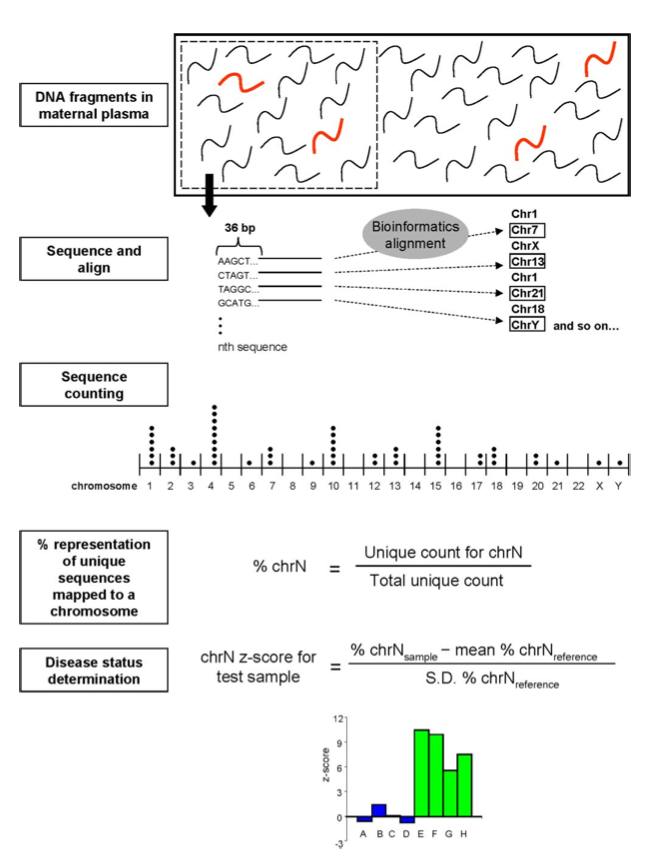 DNA fragments in
maternal plasma
Sequence and
align
36 bp
AAGCT...
CTAGT...
TAGGC...
GCATG...
nth sequence
Bioinformatics
alignment
Chr1
Chr7
ChrX
Chr13
Chr1
Chr21
Chr18
ChrY and so on...
Sequence
counting
chromosome 1 2 3 4 5 6 7 8 9 10 11 12 13 14 15 16 17 18 19 20 21 22 X Y
% representation
of unique
sequences
mapped to a
chromosome
% chrN = Unique count for chrN
Total unique count
Disease status
determination
chrN z-score for
test sample
= % chrNsample – mean % chrNreference
S.D. % chrNreference
z-score
12
9
6
3
0
-3
A B C D E F G H